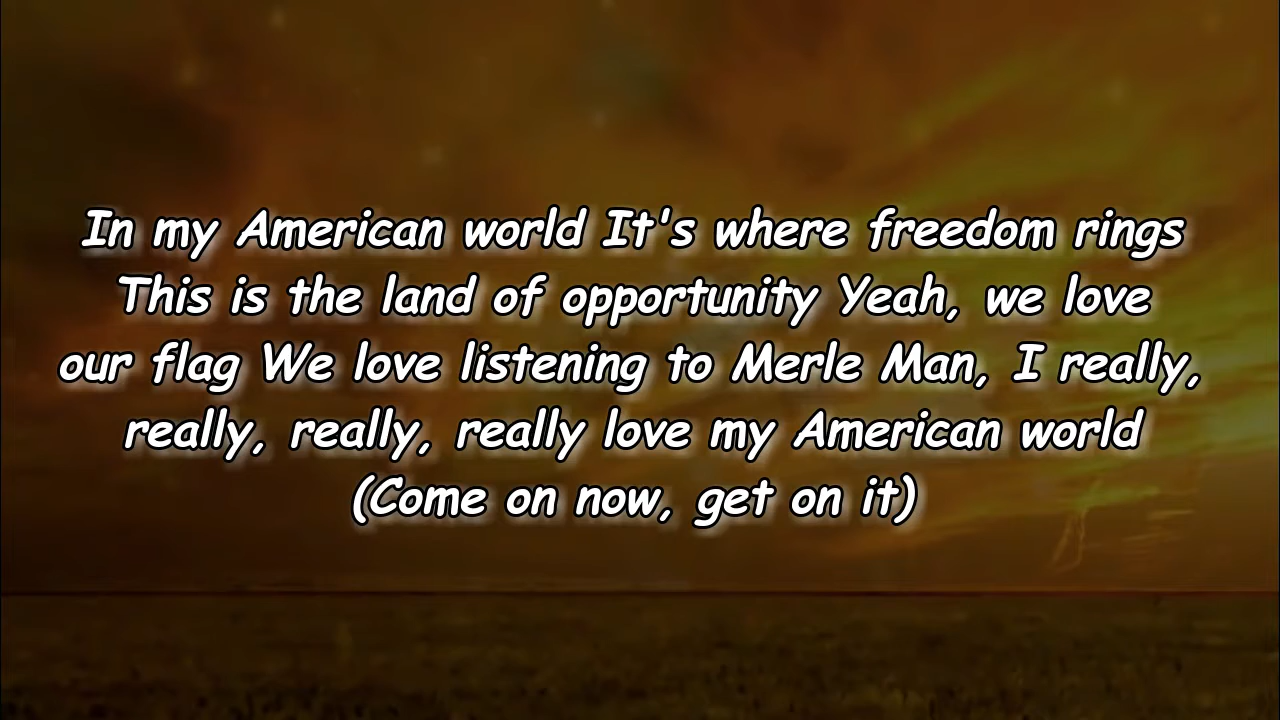 In my American world It's where freedom rings
This is the land of opportunity Yeah, we love
our flag We love listening to Merle Man, I really,
really, really, really love my American world
(Come on now, get on it)